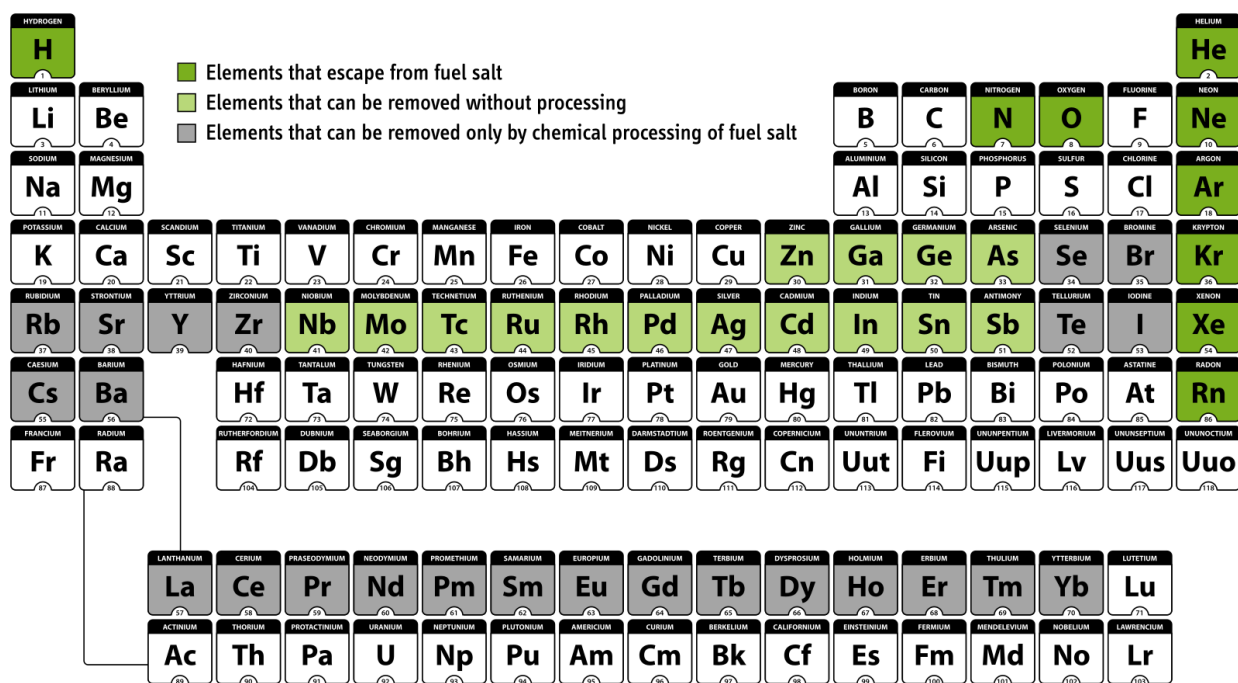 HYDROGEN HELIUM
H He
1 2
Elements that escape from fuel salt
Elements that can be removed without processing
Elements that can be removed only by chemical processing of fuel salt
LITHIUM BERYLLIUM BORON CARBON NITROGEN OXYGEN FLUORINE NEON
Li Be B C N O F Ne
3 4 5 6 7 8 9 10
SODIUM MAGNESIUM ALUMINIUM SILICON PHOSPHORUS SULFUR CHLORINE ARGON
Na Mg Al Si P S Cl Ar
11 12 13 14 15 16 17 18
POTASSIUM CALCIUM SCANDIUM TITANIUM VANADIUM CHROMIUM MANGANESE IRON COBALT NICKEL COPPER ZINC GALLIUM GERMANIUM ARSENIC SELENIUM BROMINE KRYPTON
K Ca Sc Ti V Cr Mn Fe Co Ni Cu Zn Ga Ge As Se Br Kr
19 20 21 22 23 24 25 26 27 28 29 30 31 32 33 34 35 36
RUBIDIUM STRONTIUM YTTRIUM ZIRCONIUM NIOBIUM MOLYBDENUM TECHNETIUM RUTHENIUM RHODIUM PALLADIUM SILVER CADMIUM INDIUM TIN ANTIMONY TELLURIUM IODINE XENON
Rb Sr Y Zr Nb Mo Tc Ru Rh Pd Ag Cd In Sn Sb Te I Xe
37 38 39 40 41 42 43 44 45 46 47 48 49 50 51 52 53 54
CAESIUM BARIUM HAFNIUM TANTALUM TUNGSTEN RHENIUM OSMIUM IRIDIUM PLATINUM GOLD MERCURY THALLIUM LEAD BISMUTH POLONIUM ASTATINE RADON
Cs Ba Hf Ta W Re Os Ir Pt Au Hg Tl Pb Bi Po At Rn
55 56 72 73 74 75 76 77 78 79 80 81 82 83 84 85 86
FRANCIUM RADIUM RUTHERFORDIUM DUBNIUM SEABORGIUM BOHRIUM HASSIUM MEITNERIUM DARMSTADTIUM ROENTGENIUM COPERNICIUM UNUNTRIUM FLEROVIUM UNUNPENTIUM LIVERMORIUM UNUNSEPTIUM UNUNOCTIUM
Fr Ra Rf Db Sg Bh Hs Mt Ds Rg Cn Uut Fi Uup Lv Uus Uuo
87 88 104 105 106 107 108 109 110 111 112 113 114 115 116 117 118
LANTHANUM CERIUM PRASEODYMIUM NEODYMIUM PROMETHIUM SAMARIUM EUROPIUM GADOLINIUM TERBIUM DYSPROSIUM HOLMIUM ERBIUM THULIUM YTTERBIUM LUTETIUM
La Ce Pr Nd Pm Sm Eu Gd Tb Dy Ho Er Tm Yb Lu
57 58 59 60 61 62 63 64 65 66 67 68 69 70 71
ACTINIUM THORIUM PROTACTINIUM URANIUM NEPTUNIUM PLUTONIUM AMERICIUM CURIUM BERKELIUM CALIFORNIUM EINSTEINIUM FERMIUM MENDELEVIUM NOBELIUM LAWRENCIUM
Ac Th Pa U Np Pu Am Cm Bk Cf Es Fm Md No Lr
89 90 91 92 93 94 95 96 97 98 99 100 101 102 103